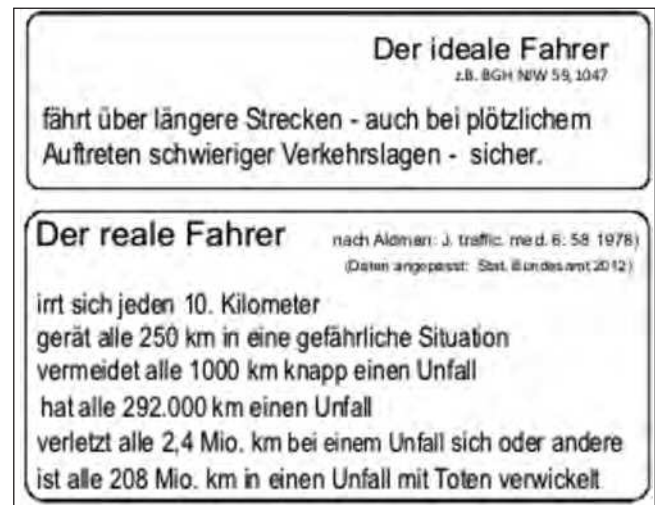 Der ideale Fahrer
z.B. BGH NJW 59, 1047
fährt über längere Strecken - auch bei plötzlichem
Auftreten schwieriger Verkehrslagen - sicher.
Der reale Fahrer
nach Aldman: J. traffic. med. 6: 58 1978)
(Daten angepasst: Stat. Bundesamt 2012)
irrt sich jeden 10. Kilometer
gerät alle 250 km in eine gefährliche Situation
vermeidet alle 1000 km knapp einen Unfall
hat alle 292.000 km einen Unfall
verletzt alle 2,4 Mio. km bei einem Unfall sich oder andere
ist alle 208 Mio. km in einen Unfall mit Toten verwickelt